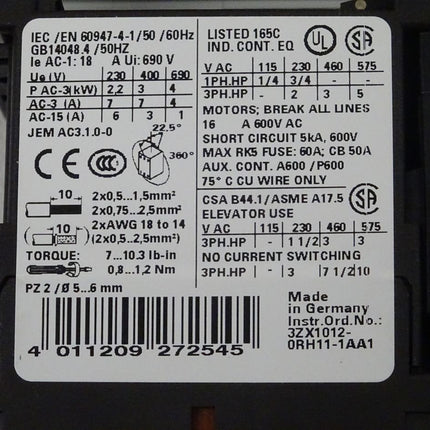 IEC /EN 60947-4-1/50 /60Hz
GB14048.4 /50HZ
Ie AC-1: 18 A Ui: 690 V
Ue (V) 230 400 690
P AC-3(kW) 2,2 3 4
AC-3 (A) 7 7 4
AC-15 (A) 6 3 1
JEM AC3.1.0-0
22.5°
360°
CE CCC
10 2x0,5...1,5mm²
2x0,75...2,5mm²
10 2xAWG 18 to 14
(2x0,5...2,5mm²)
TORQUE: 7...10.3 lb-in
0,8...1,2 Nm
PZ 2 /Ø 5...6 mm
4 011209 272545
LISTED 165C
IND. CONT. EQ
UL SA
V AC 115 230 460 575
1PH.HP 1/4 3/4 - -
3PH.HP - 2 3 5
MOTORS; BREAK ALL LINES
16 A 600V AC
SHORT CIRCUIT 5kA, 600V
MAX RK5 FUSE: 60A; CB 50A
AUX. CONT. A600 /P600
75° C CU WIRE ONLY
CSA B44.1/ ASME A17.5
ELEVATOR USE
SA
V AC 115 230 460 575
3PH.HP - 1 1/2 3 3
NO CURRENT SWITCHING
3PH.HP - 3 7 1/2 10
Made
in Germany
Instr.Ord.No.:
3ZX1012-
0RH11-1AA1